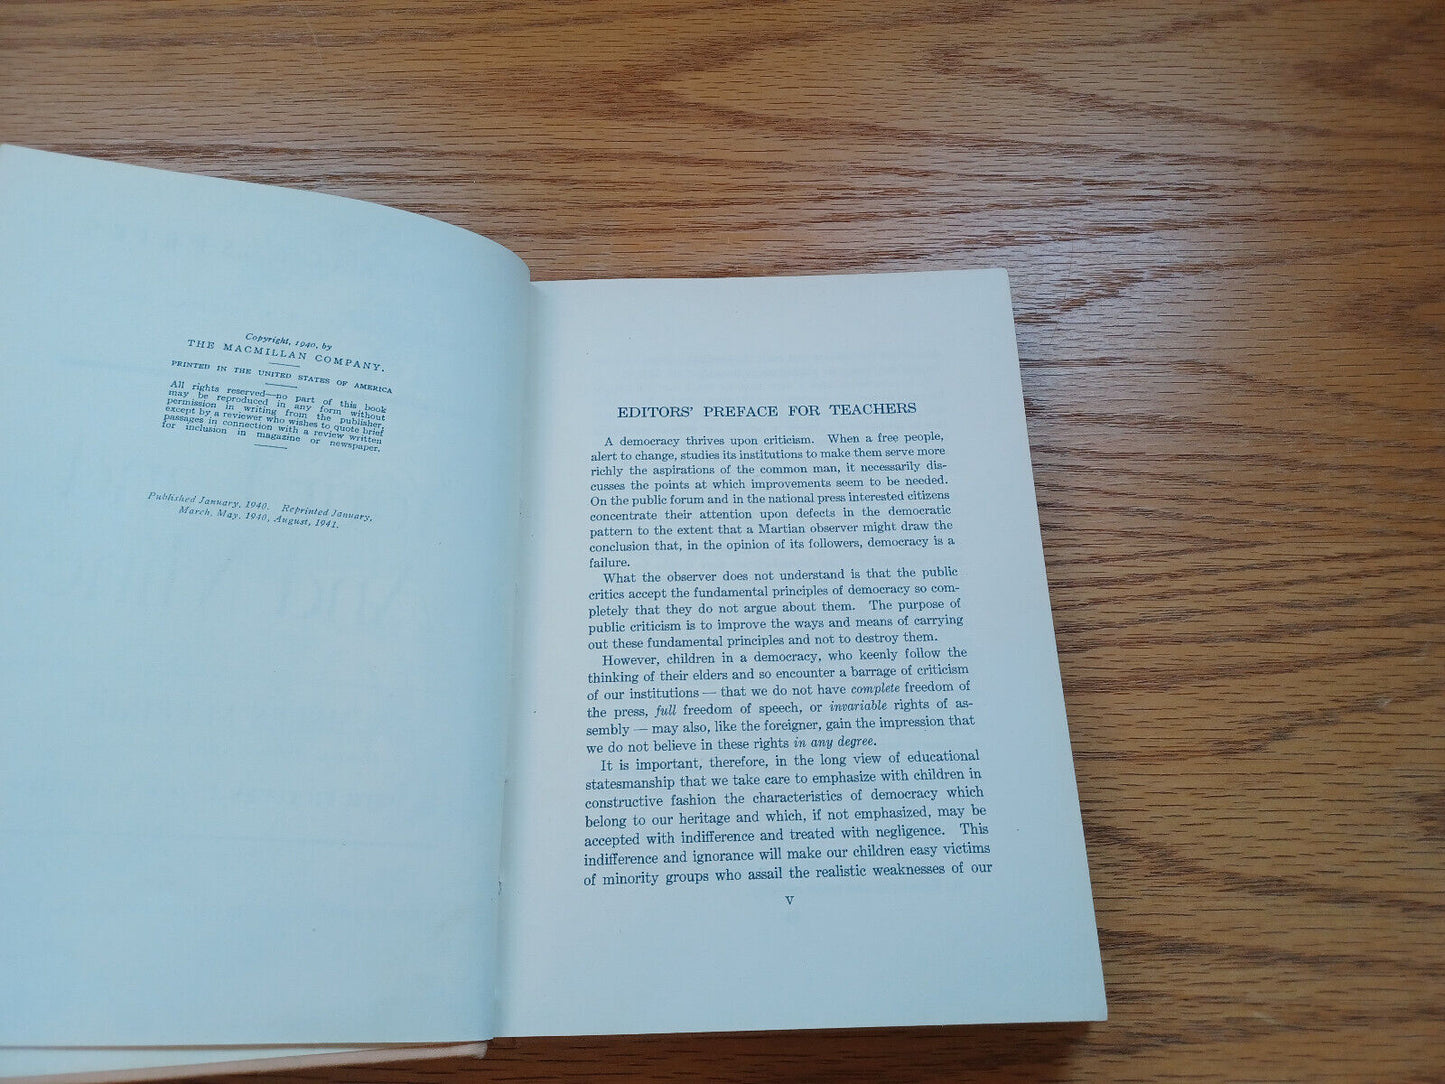 Copyright, 1940, by
THE MACMILLAN COMPANY.
PRINTED IN THE UNITED STATES OF AMERICA
All rights reserved—no part of this book
may be reproduced in any form without
permission in writing from the publisher,
except by a reviewer who wishes to quote brief
passages in connection with a review written
for inclusion in magazine or newspaper.
Published January, 1940. Reprinted January,
March, May, 1940, August, 1941.
EDITORS' PREFACE FOR TEACHERS
A democracy thrives upon criticism. When a free people,
alert to change, studies its institutions to make them serve more
richly the aspirations of the common man, it necessarily dis-
cusses the points at which improvements seem to be needed.
On the public forum and in the national press interested citizens
concentrate their attention upon defects in the democratic
pattern to the extent that a Martian observer might draw the
conclusion that, in the opinion of its followers, democracy is a
failure.
What the observer does not understand is that the public
critics accept the fundamental principles of democracy so com-
pletely that they do not argue about them. The purpose of
public criticism is to improve the ways and means of carrying
out these fundamental principles and not to destroy them.
However, children in a democracy, who keenly follow the
thinking of their elders and so encounter a barrage of criticism
of our institutions — that we do not have complete freedom of
the press, full freedom of speech, or invariable rights of as-
sembly — may also, like the foreigner, gain the impression that
we do not believe in these rights in any degree.
It is important, therefore, in the long view of educational
statesmanship that we take care to emphasize with children in
constructive fashion the characteristics of democracy which
belong to our heritage and which, if not emphasized, may be
accepted with indifference and treated with negligence. This
indifference and ignorance will make our children easy victims
of minority groups who assail the realistic weaknesses of our
V